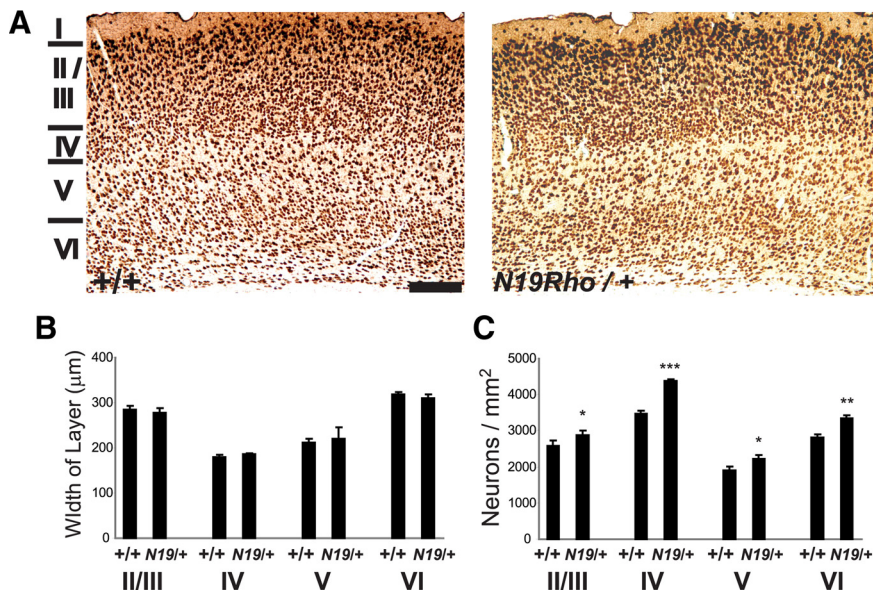 A
I
II /
III
IV
V
VI
+/+
N19Rho / +
B
Width of Layer (μm)
400
300
200
100
0
+/+ N19/+ +/+ N19/+ +/+ N19/+ +/+ N19/+
II/III IV V VI
C
Neurons / mm2
5000
4000
3000
2000
1000
0
* *** * **
+/+ N19/+ +/+ N19/+ +/+ N19/+ +/+ N19/+
II/III IV V VI